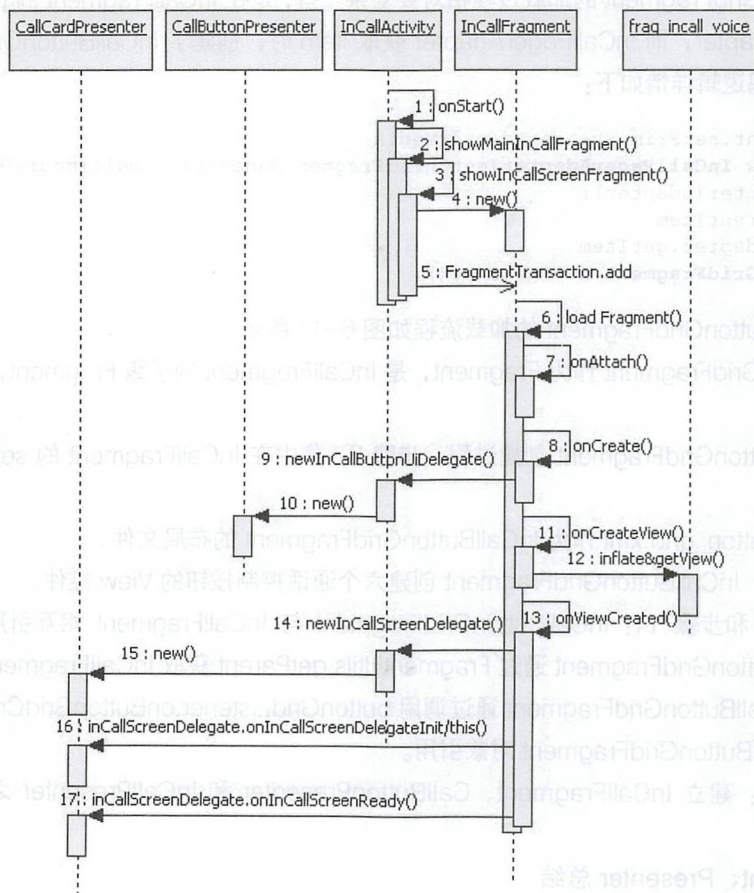 CallCardPresenter
CallButtonPresenter
InCallActivity
InCallFragment
frag_incall_voice
1 : onStart()
2 : showMainInCallFragment()
3 : showInCallScreenFragment()
4 : new()
5 : FragmentTransaction.add
6 : load Fragment()
7 : onAttach()
8 : onCreate()
9 : newInCallButtonUiDelegate()
10 : new()
11 : onCreateView()
12 : inflate&getView()
13 : onViewCreated()
14 : newInCallScreenDelegate()
15 : new()
16 : inCallScreenDelegate.onInCallScreenDelegateInit(this()
17 : inCallScreenDelegate.onInCallScreenReady()